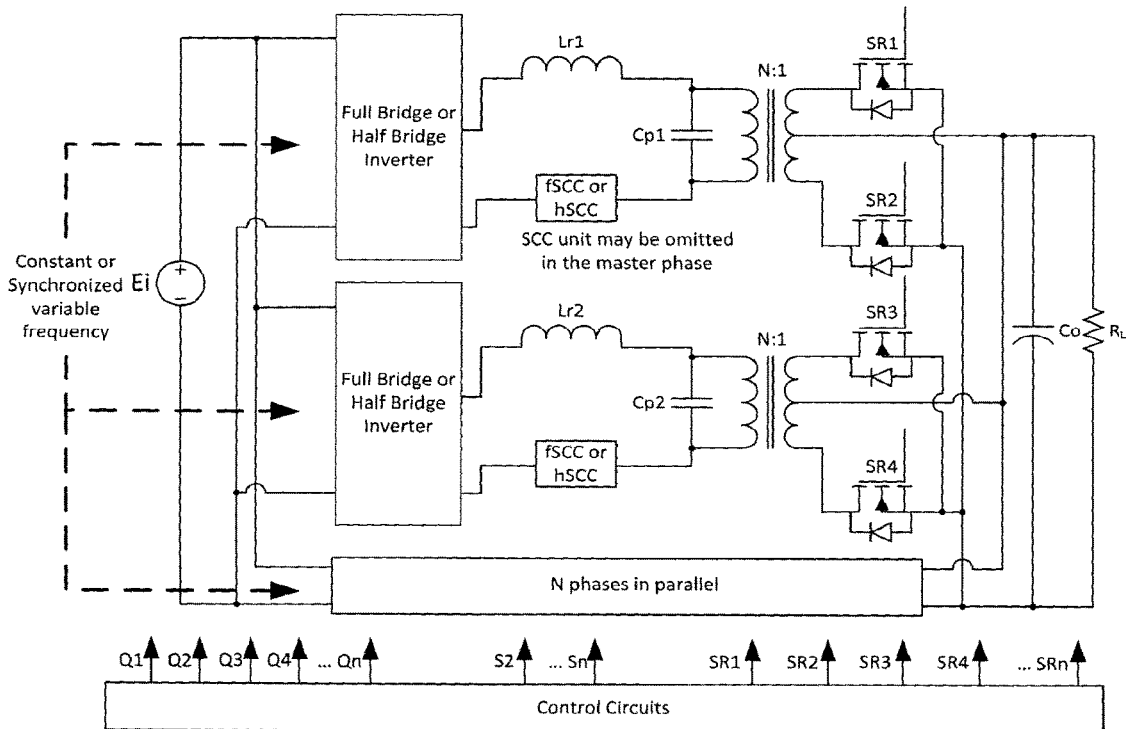 Full Bridge or
Half Bridge
Inverter
Lr1
Cp1
N:1
SR1
fSCC or
hSCC
SCC unit may be omitted
in the master phase
SR2
Constant or
Synchronized
variable
frequency
Ei
+
−
Full Bridge or
Half Bridge
Inverter
Lr2
Cp2
N:1
SR3
fSCC or
hSCC
SR4
Co
RL
N phases in parallel
Q1 Q2 Q3 Q4 ... Qn S2 ... Sn SR1 SR2 SR3 SR4 ... SRn
Control Circuits